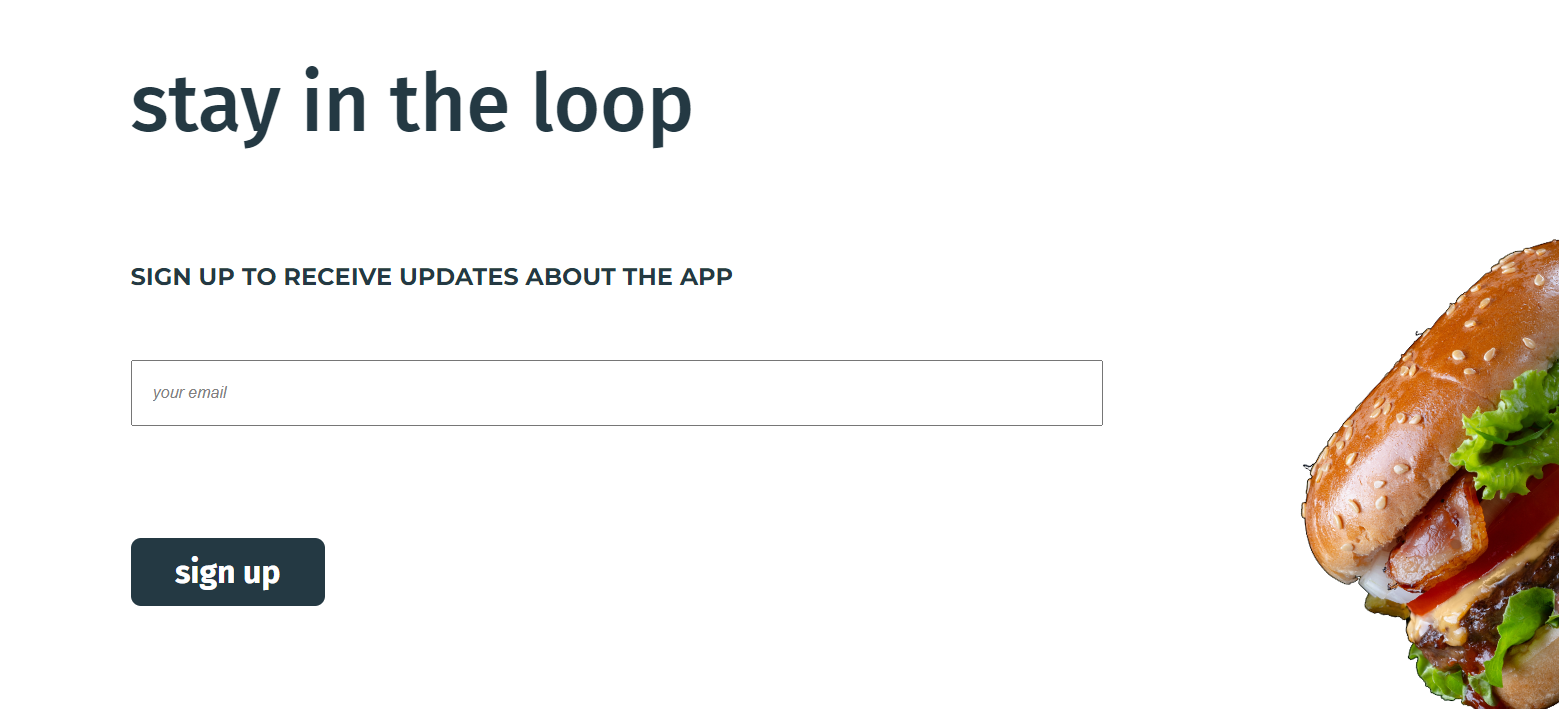 stay in the loop
SIGN UP TO RECEIVE UPDATES ABOUT THE APP
your email
sign up